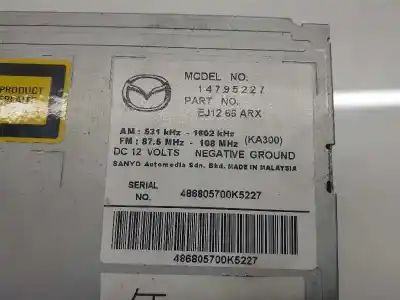 PRODUCT
MODEL NO.
14795227
PART NO.
EJ12 66 ARX
AM : 531 kHz - 1602 kHz
FM : 87.5 MHz - 108 MHz (KA300)
DC 12 VOLTS NEGATIVE GROUND
SANYO Automedia Sdn. Bhd. MADE IN MALAYSIA
SERIAL NO. 486805700K5227
486805700K5227